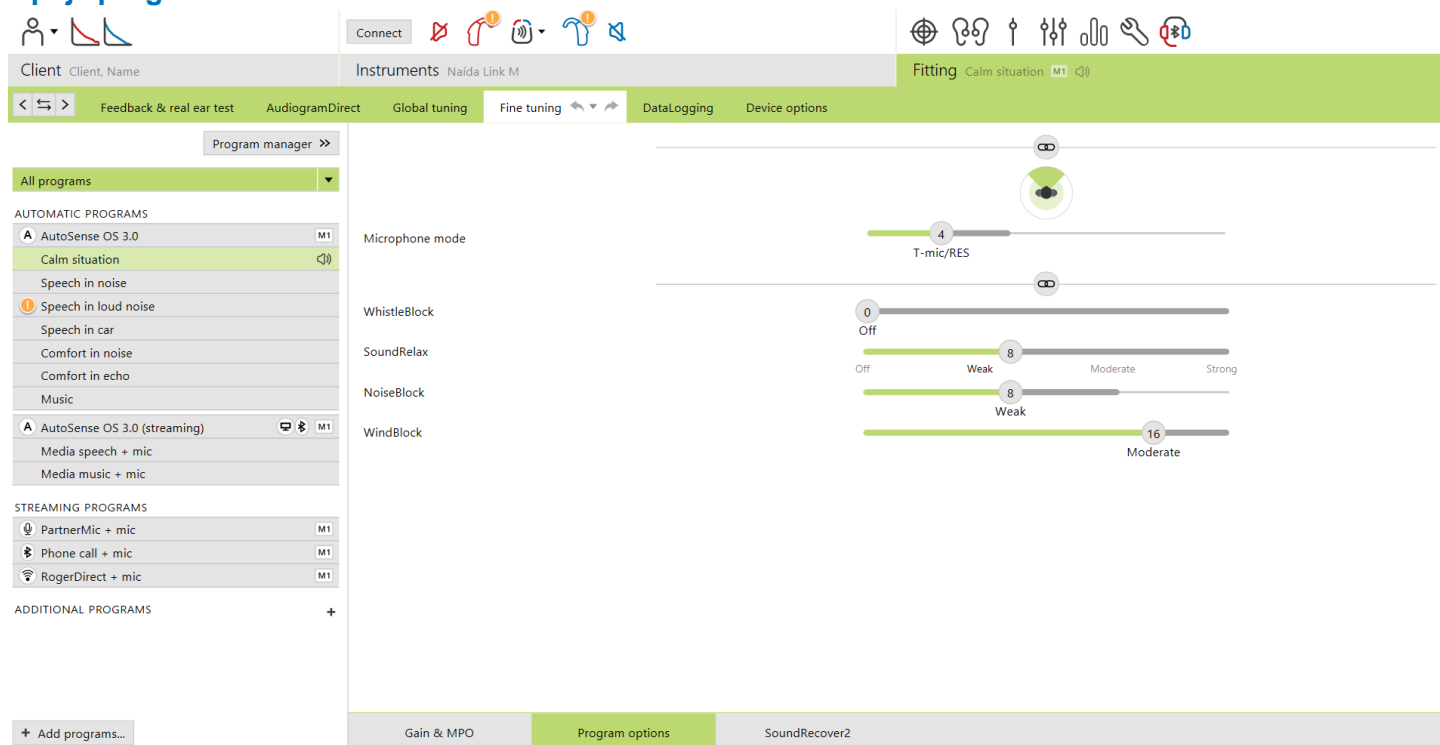 Connect
Client Client, Name
Instruments Naída Link M
Fitting Calm situation M1
Feedback & real ear test AudiogramDirect Global tuning Fine tuning DataLogging Device options
Program manager
All programs
AUTOMATIC PROGRAMS
A AutoSense OS 3.0 M1
Calm situation
Speech in noise
! Speech in loud noise
Speech in car
Comfort in noise
Comfort in echo
Music
A AutoSense OS 3.0 (streaming) M1
Media speech + mic
Media music + mic
STREAMING PROGRAMS
PartnerMic + mic M1
Phone call + mic M1
RogerDirect + mic M1
ADDITIONAL PROGRAMS +
+ Add programs...
Microphone mode
4
T-mic/RES
WhistleBlock
0
Off
SoundRelax
8
Off Weak Moderate Strong
NoiseBlock
8
Weak
WindBlock
16
Moderate
Gain & MPO Program options SoundRecover2